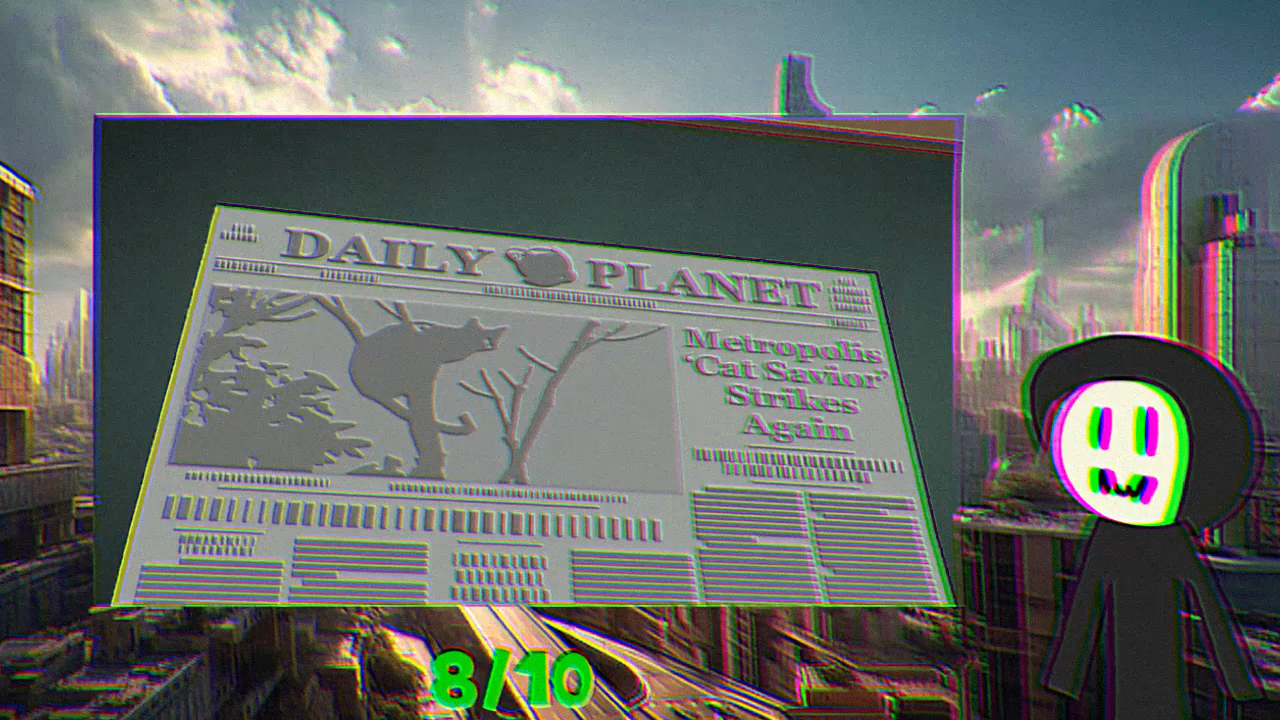 DAILY PLANET
Metropolis
'Cat Savior'
Strikes
Again
8/10